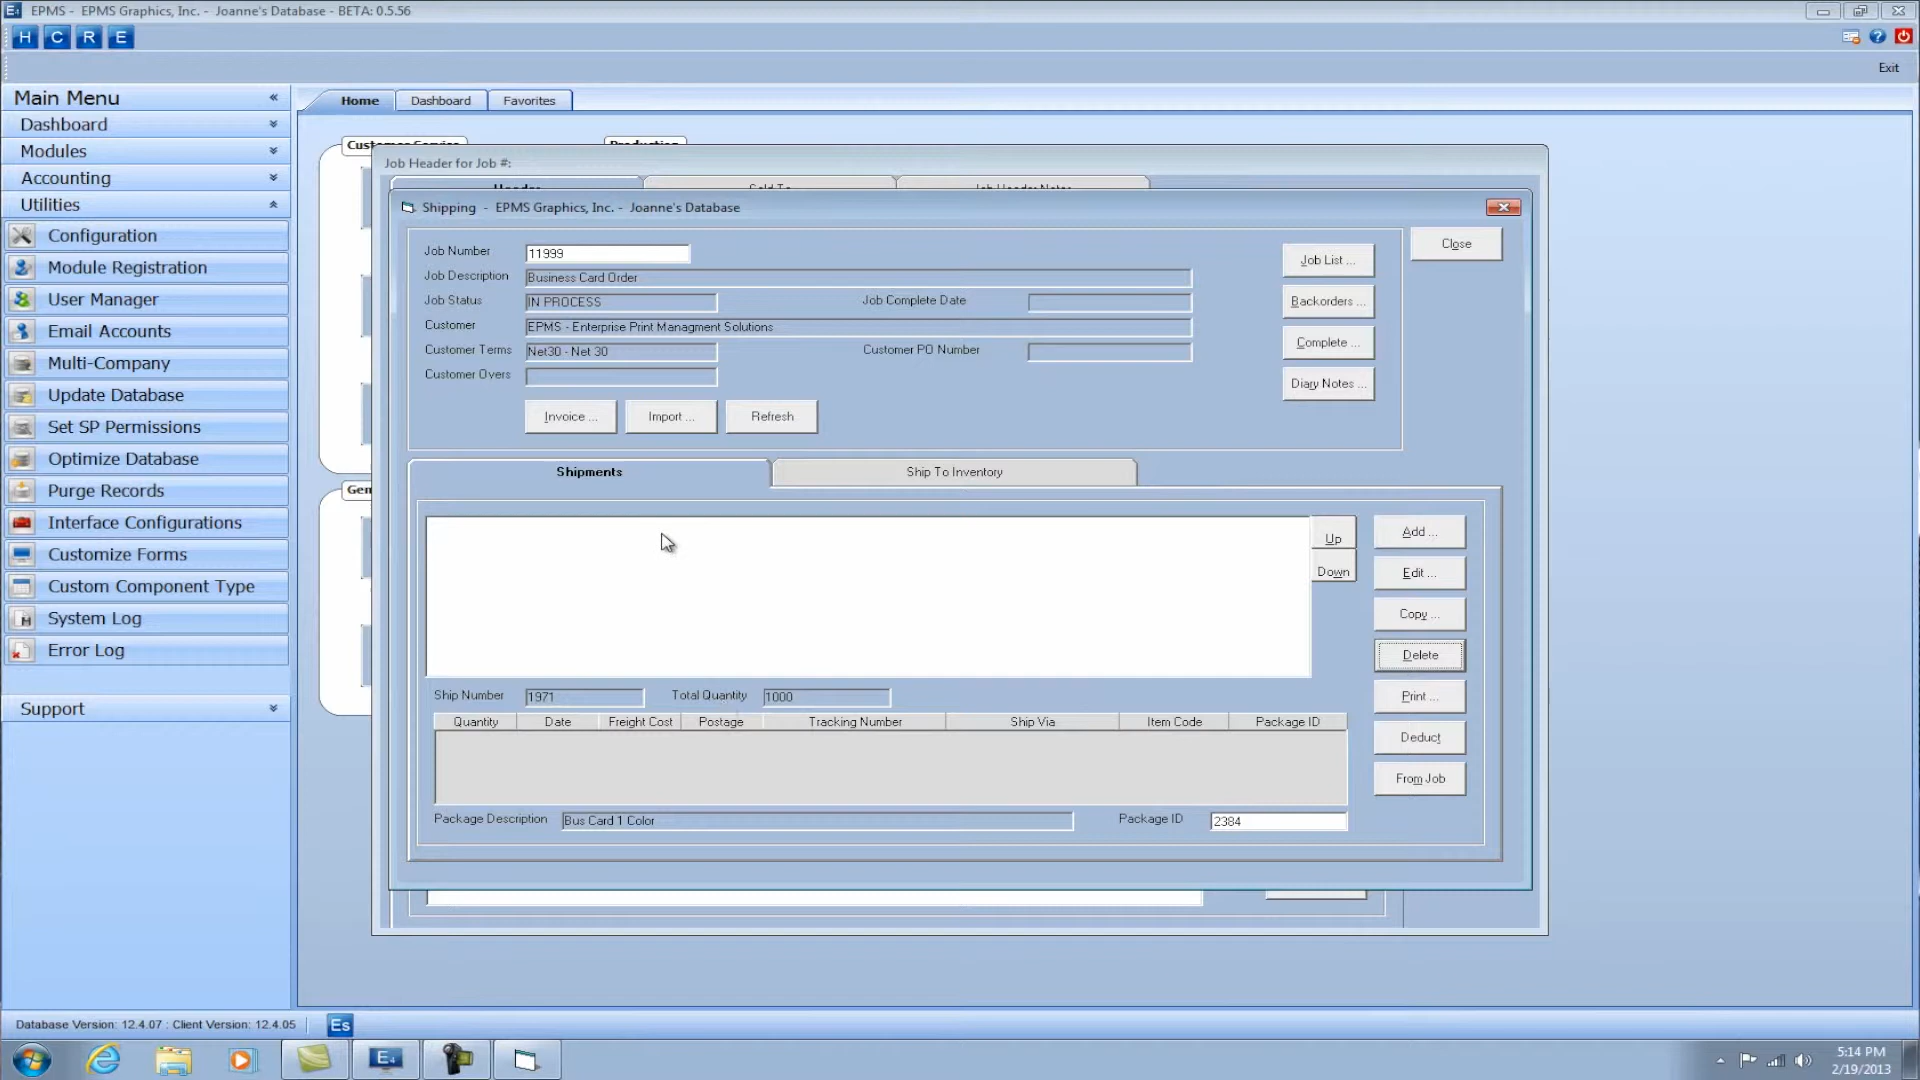 EPMS - EPMS Graphics, Inc. - Joanne's Database - BETA: 0.5.56
H C R E
Exit
Main Menu
Dashboard
Modules
Accounting
Utilities
Configuration
Module Registration
User Manager
Email Accounts
Multi-Company
Update Database
Set SP Permissions
Optimize Database
Purge Records
Interface Configurations
Customize Forms
Custom Component Type
System Log
Error Log
Support
Home Dashboard Favorites
Job Header for Job #:
Shipping - EPMS Graphics, Inc. - Joanne's Database
Job Number 11999
Job Description Business Card Order
Job Status IN PROCESS Job Complete Date
Customer EPMS - Enterprise Print Managment Solutions
Customer Terms Net30 - Net 30 Customer PO Number
Customer Overs
Invoice ... Import ... Refresh
Job List ...
Backorders ...
Complete ...
Diary Notes ...
Close
Shipments Ship To Inventory
Up
Down
Add ...
Edit ...
Copy ...
Delete
Print ...
Deduct
From Job
Ship Number 1971 Total Quantity 1000
Quantity Date Freight Cost Postage Tracking Number Ship Via Item Code Package ID
Package Description Bus Card 1 Color Package ID 2384
Database Version: 12.4.07 : Client Version: 12.4.05
Es
5:14 PM
2/19/2013